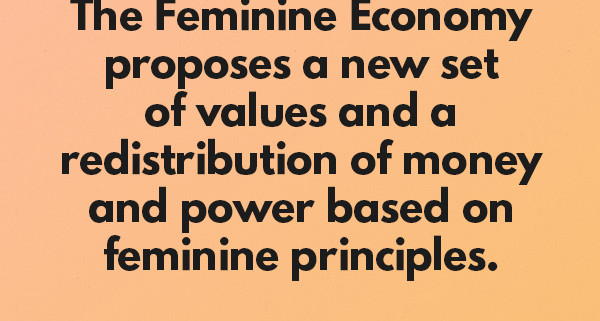 The Feminine Economy
proposes a new set
of values and a
redistribution of money
and power based on
feminine principles.